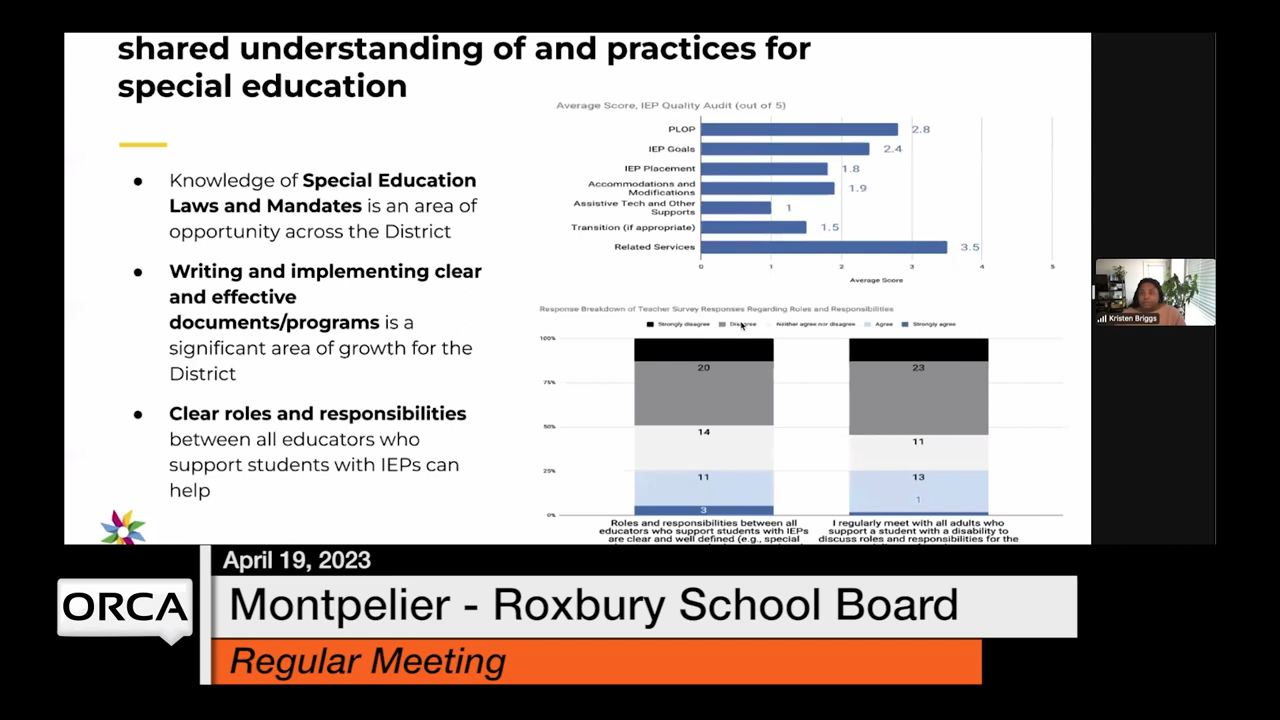 shared understanding of and practices for
special education
● Knowledge of Special Education
Laws and Mandates is an area of
opportunity across the District
● Writing and implementing clear
and effective
documents/programs is a
significant area of growth for the
District
● Clear roles and responsibilities
between all educators who
support students with IEPs can
help
Average Score, IEP Quality Audit (out of 5)
PLOP 2.8
IEP Goals 2.4
IEP Placement 1.8
Accommodations and
Modifications 1.9
Assistive Tech and Other
Supports 1
Transition (if appropriate) 1.5
Related Services 3.5
0 1 2 3 4 5
Average Score
Response Breakdown of Teacher Survey Responses Regarding Roles and Responsibilities
Strongly disagree Disagree Neither agree nor disagree Agree Strongly agree
100%
75%
50%
25%
0%
20
14
11
3
23
11
13
1
Roles and responsibilities between all
educators who support students with IEPs
are clear and well defined (e.g., special
I regularly meet with all adults who
support a student with a disability to
discuss roles and responsibilities for the
Kristen Briggs
April 19, 2023
ORCA
Montpelier - Roxbury School Board
Regular Meeting